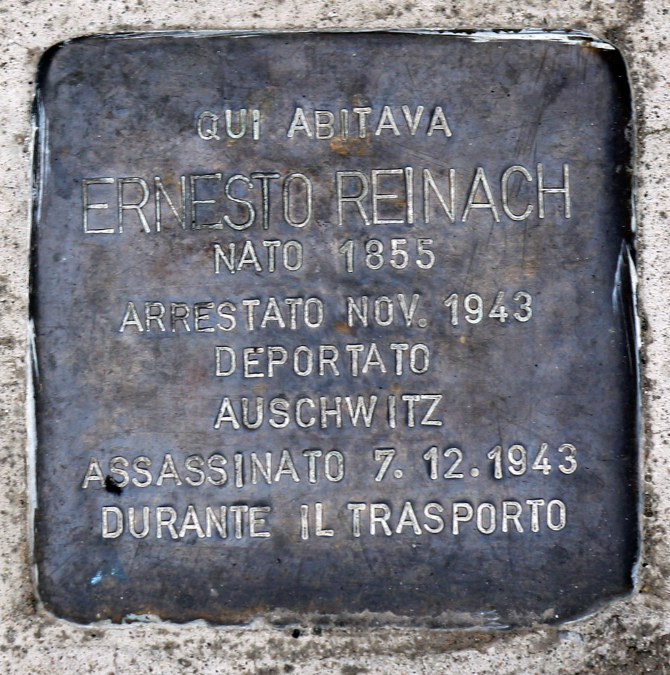 QUI ABITAVA
ERNESTO REINACH
NATO 1855
ARRESTATO NOV. 1943
DEPORTATO
AUSCHWITZ
ASSASSINATO 7.12.1943
DURANTE IL TRASPORTO